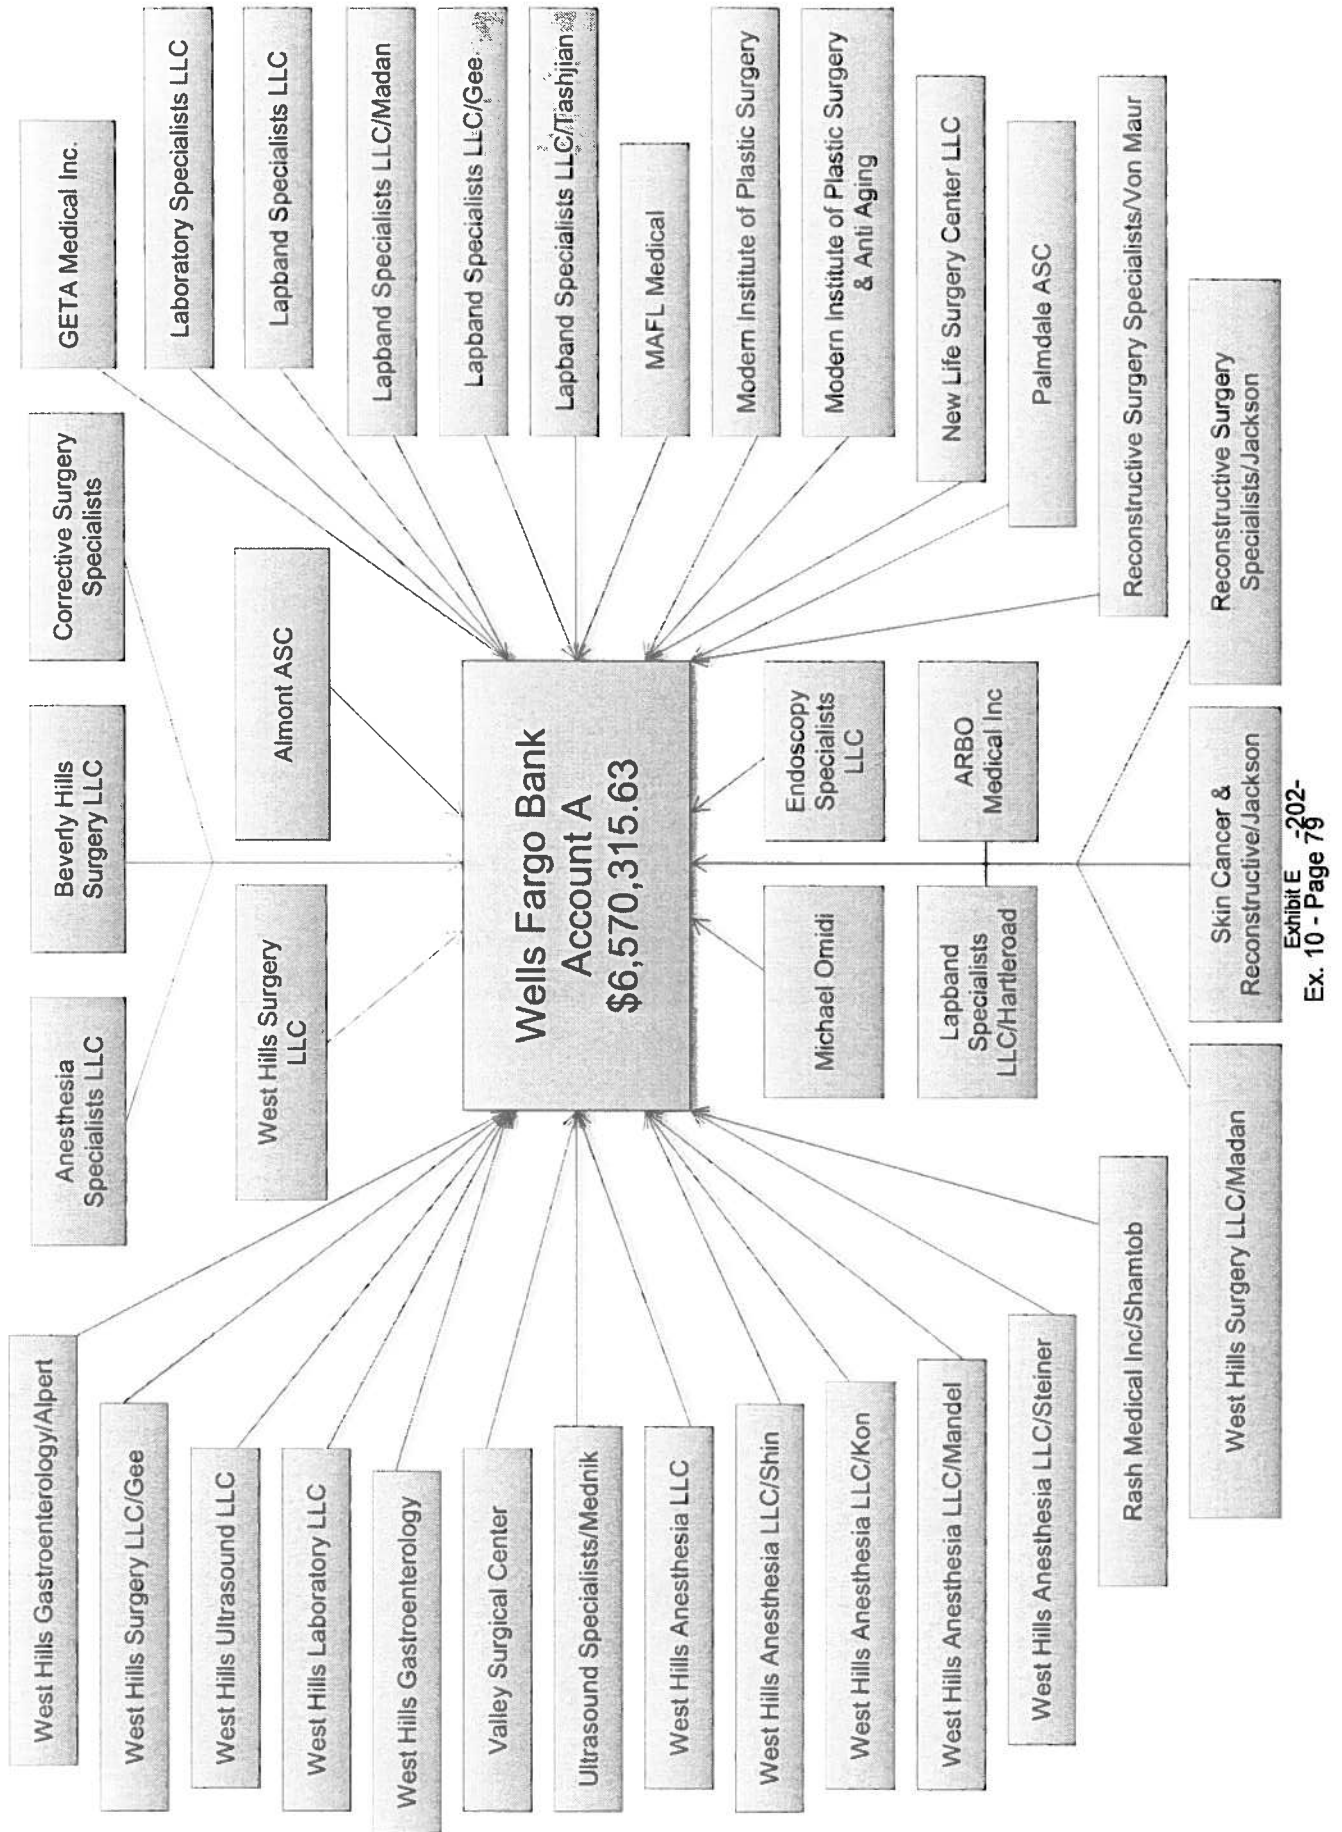 Anesthesia
Specialists LLC
Beverly Hills
Surgery LLC
Corrective Surgery
Specialists
West Hills Surgery
LLC
Almont ASC
GETA Medical Inc.
Laboratory Specialists LLC
Lapband Specialists LLC
Lapband Specialists LLC/Madan
Lapband Specialists LLC/Gee
Lapband Specialists LLC/Tashjian
MAFL Medical
Modern Institute of Plastic Surgery
Modern Institute of Plastic Surgery
& Anti Aging
New Life Surgery Center LLC
Palmdale ASC
Reconstructive Surgery Specialists/Von Maur
Reconstructive Surgery
Specialists/Jackson
Wells Fargo Bank
Account A
$6,570,315.63
Michael Omidi
Endoscopy
Specialists
LLC
Lapband
Specialists
LLC/Hartleroad
ARBO
Medical Inc
Skin Cancer &
Reconstructive/Jackson
West Hills Gastroenterology/Alpert
West Hills Surgery LLC/Gee
West Hills Ultrasound LLC
West Hills Laboratory LLC
West Hills Gastroenterology
Valley Surgical Center
Ultrasound Specialists/Mednik
West Hills Anesthesia LLC
West Hills Anesthesia LLC/Shin
West Hills Anesthesia LLC/Kon
West Hills Anesthesia LLC/Mandel
West Hills Anesthesia LLC/Steiner
Rash Medical Inc/Shamtob
West Hills Surgery LLC/Madan
Exhibit E -202-
Ex. 10 - Page 79